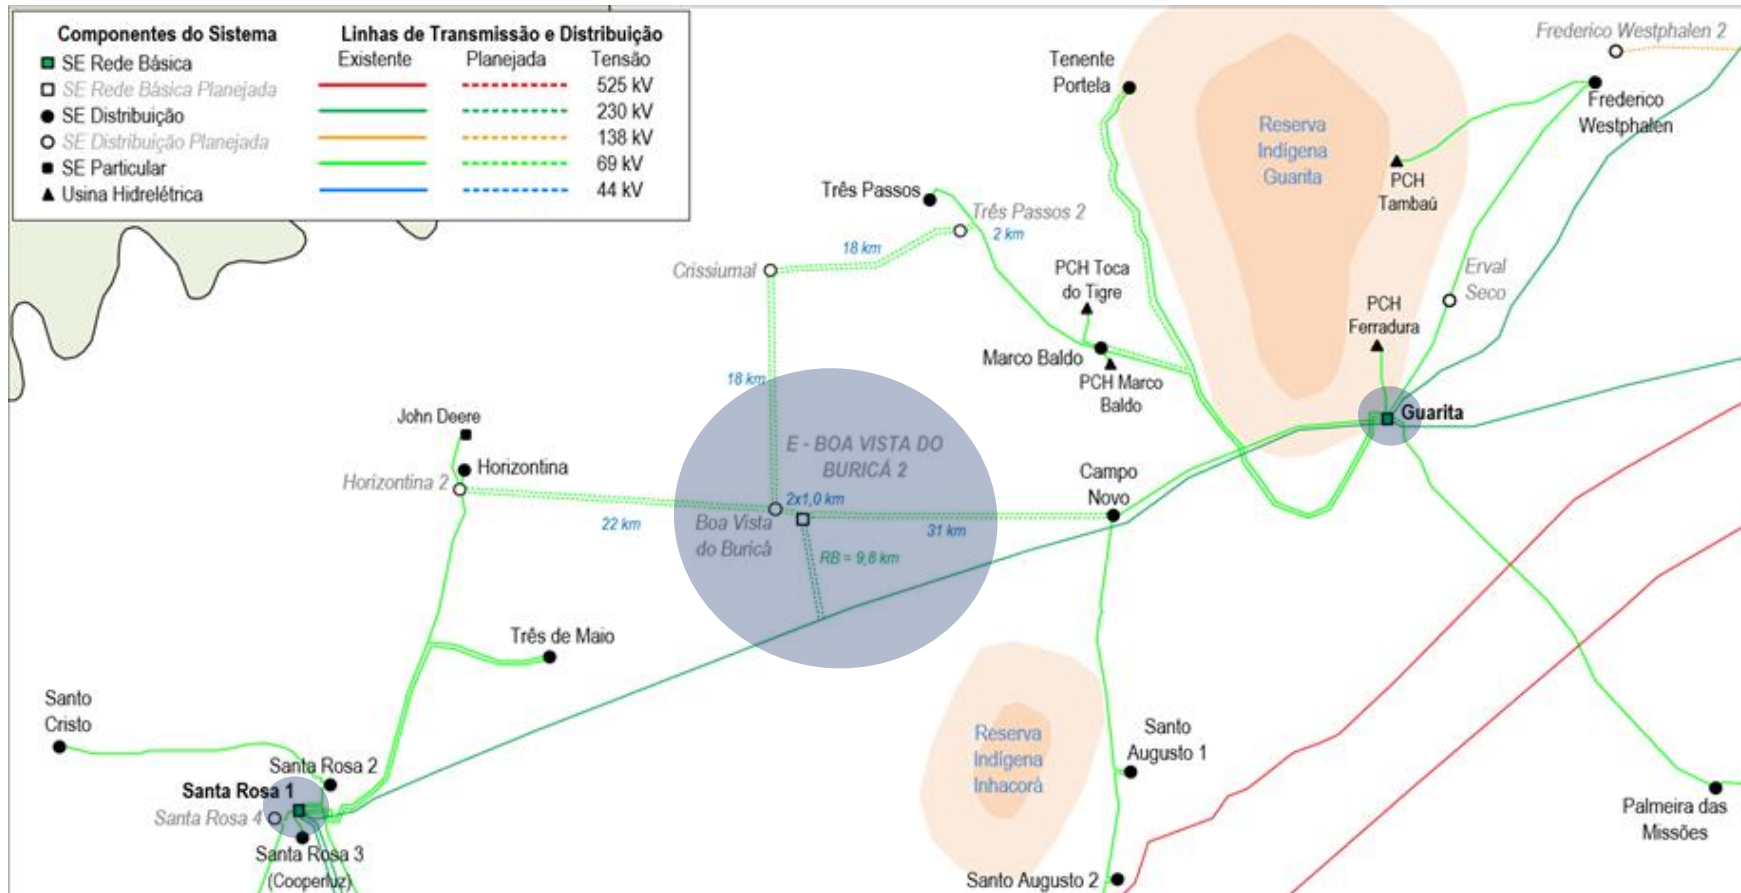 Componentes do Sistema
SE Rede Básica
SE Rede Básica Planejada
SE Distribuição
SE Distribuição Planejada
SE Particular
Usina Hidrelétrica
Linhas de Transmissão e Distribuição
Existente Planejada Tensão
525 kV
230 kV
138 kV
69 kV
44 kV
Frederico Westphalen 2
Tenente
Portela
Frederico
Westphalen
Reserva
Indígena
Guarita
PCH
Tambaú
Três Passos
Três Passos 2
2 km
18 km
Crissiumal
PCH Toca
do Tigre
Erval
Seco
PCH
Ferradura
Marco Baldo
PCH Marco
Baldo
18 km
John Deere
Guarita
E - BOA VISTA DO
BURICÁ 2
Horizontina
Horizontina 2
Campo
Novo
2x1,0 km
22 km
Boa Vista
do Buricá
31 km
RB = 9,8 km
Três de Maio
Santo
Cristo
Santa Rosa 2
Santa Rosa 1
Santa Rosa 4
Santa Rosa 3
(Cooperluz)
Reserva
Indígena
Inhacorá
Santo
Augusto 1
Santo Augusto 2
Palmeira das
Missões